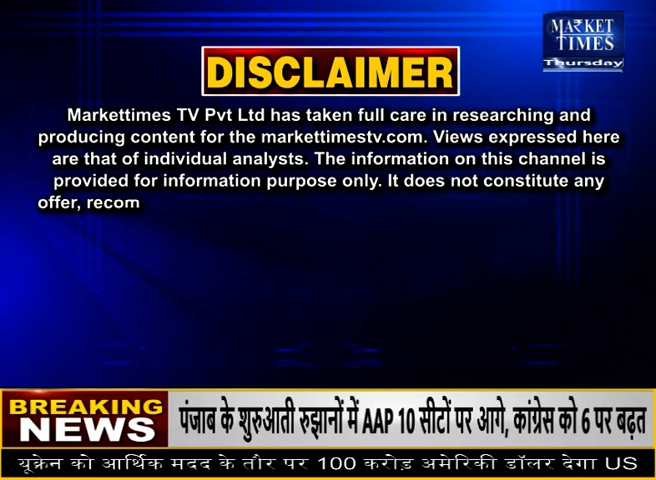 MARKET
TIMES
Thursday
DISCLAIMER
Markettimes TV Pvt Ltd has taken full care in researching and
producing content for the markettimestv.com. Views expressed here
are that of individual analysts. The information on this channel is
provided for information purpose only. It does not constitute any
offer, recom
BREAKING
NEWS
पंजाब के शुरुआती रुझानों में AAP 10 सीटों पर आगे, कांग्रेस को 6 पर बढ़त
यूक्रेन को आर्थिक मदद के तौर पर 100 करोड़ अमेरिकी डॉलर देगा US